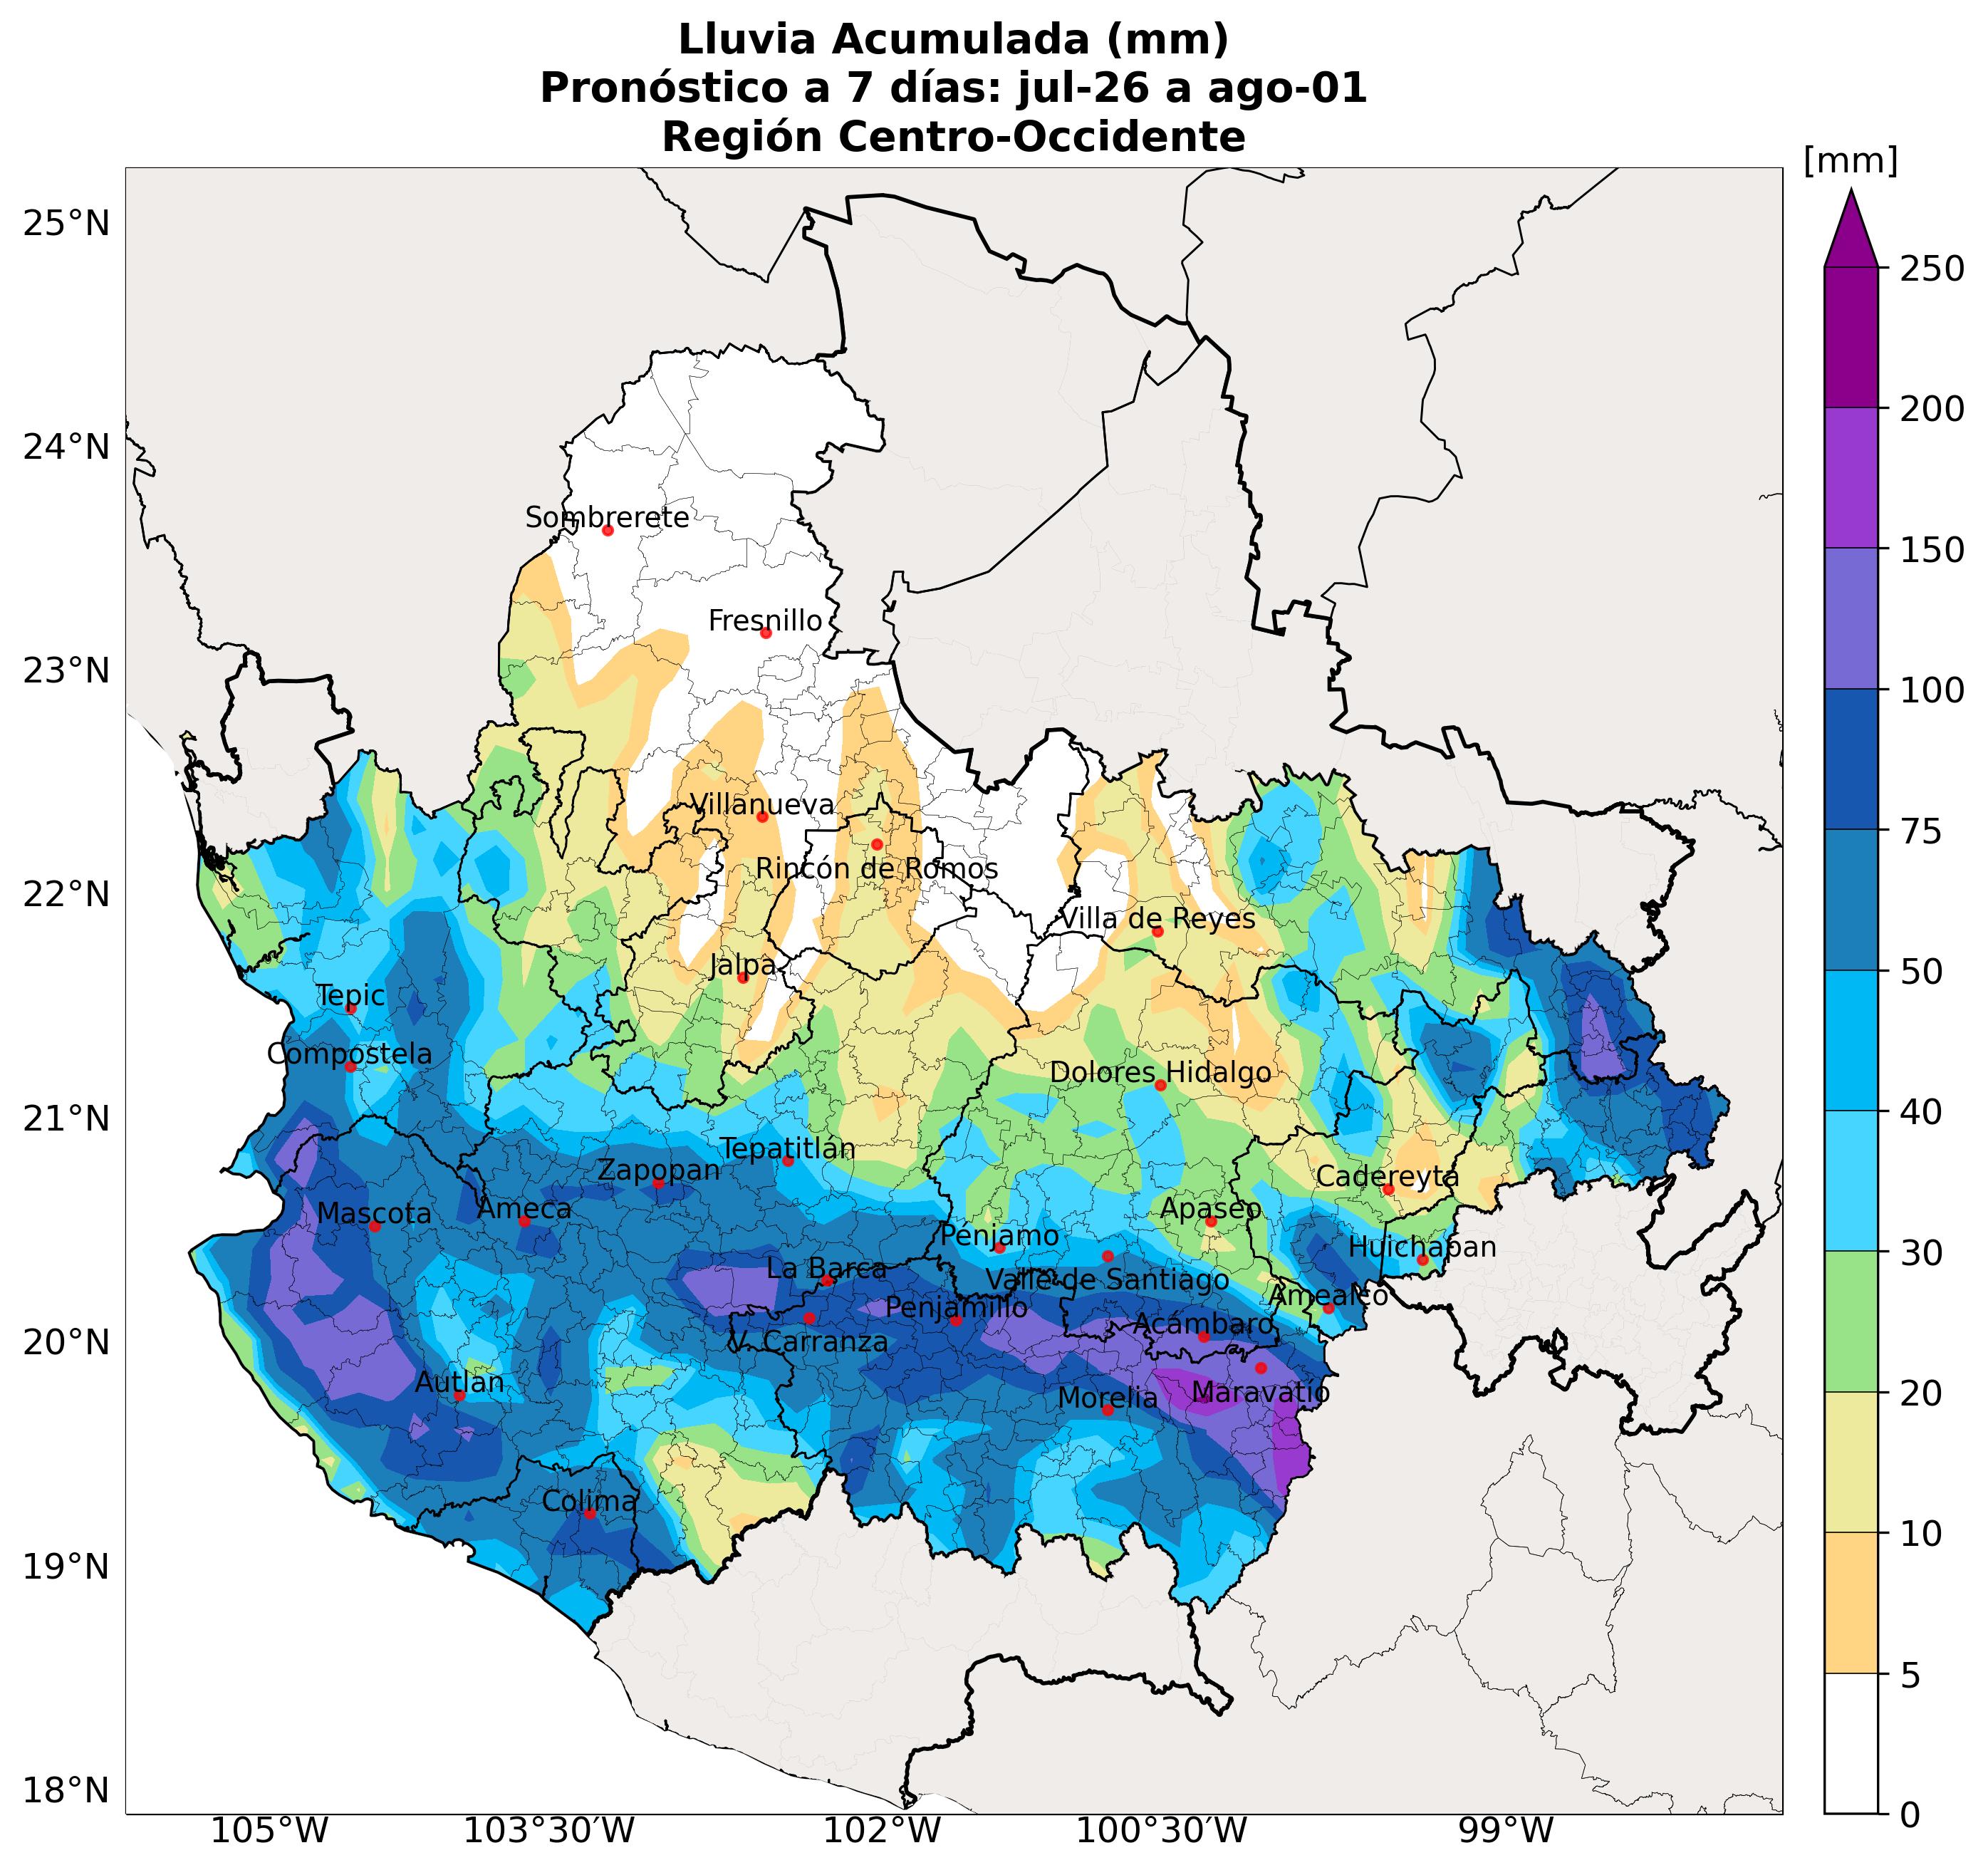 Lluvia Acumulada (mm)
Pronóstico a 7 días: jul-26 a ago-01
Región Centro-Occidente
[mm]
25°N
24°N
23°N
22°N
21°N
20°N
19°N
18°N
Sombrerete
Fresnillo
Villanueva
Rincón de Romos
Villa de Reyes
Jalpa
Tepic
Compostela
Dolores Hidalgo
Tepatitlán
Zapopan
Cadereyta
Mascota
Ameca
Apaseo
Pénjamo
Huichapan
La Barca
Valle de Santiago
Amealco
Penjamillo
Acámbaro
V. Carranza
Autlán
Morelia
Maravatío
Colima
105°W
103°30'W
102°W
100°30'W
99°W
250
200
150
100
75
50
40
30
20
10
5
0